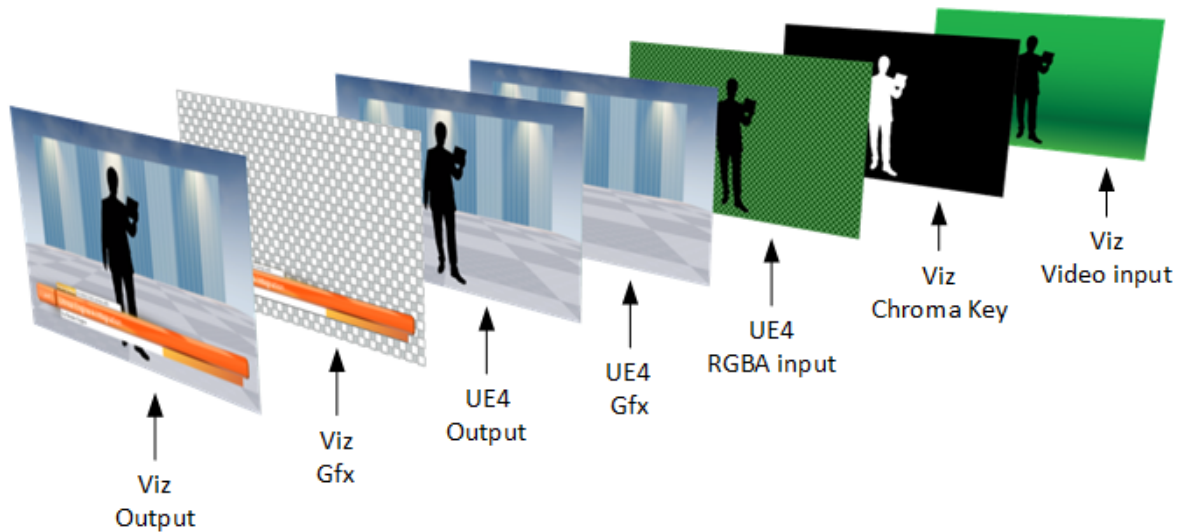 Viz
Output
Viz
Gfx
UE4
Output
UE4
Gfx
UE4
RGBA input
Viz
Chroma Key
Viz
Video input